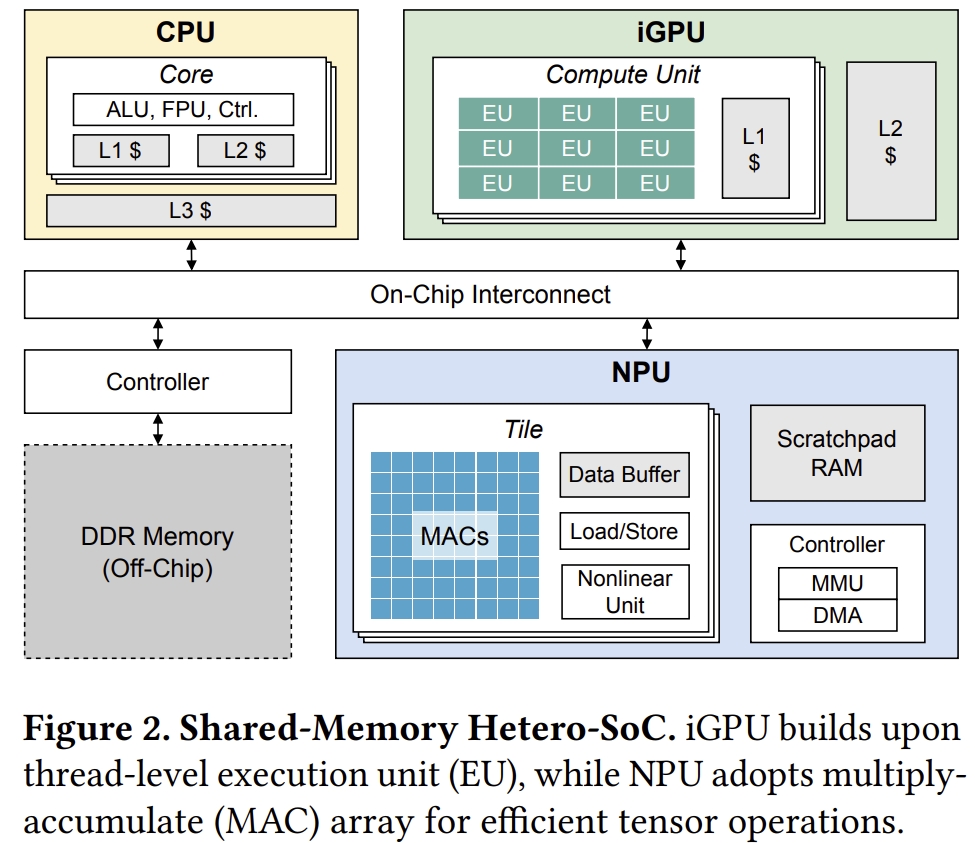 CPU
Core
ALU, FPU, Ctrl.
L1 $
L2 $
L3 $
iGPU
Compute Unit
EU EU EU
EU EU EU
EU EU EU
L1
$
L2
$
On-Chip Interconnect
Controller
DDR Memory
(Off-Chip)
NPU
Tile
MACs
Data Buffer
Load/Store
Nonlinear
Unit
Scratchpad
RAM
Controller
MMU
DMA
Figure 2. Shared-Memory Hetero-SoC. iGPU builds upon
thread-level execution unit (EU), while NPU adopts multiply-
accumulate (MAC) array for efficient tensor operations.